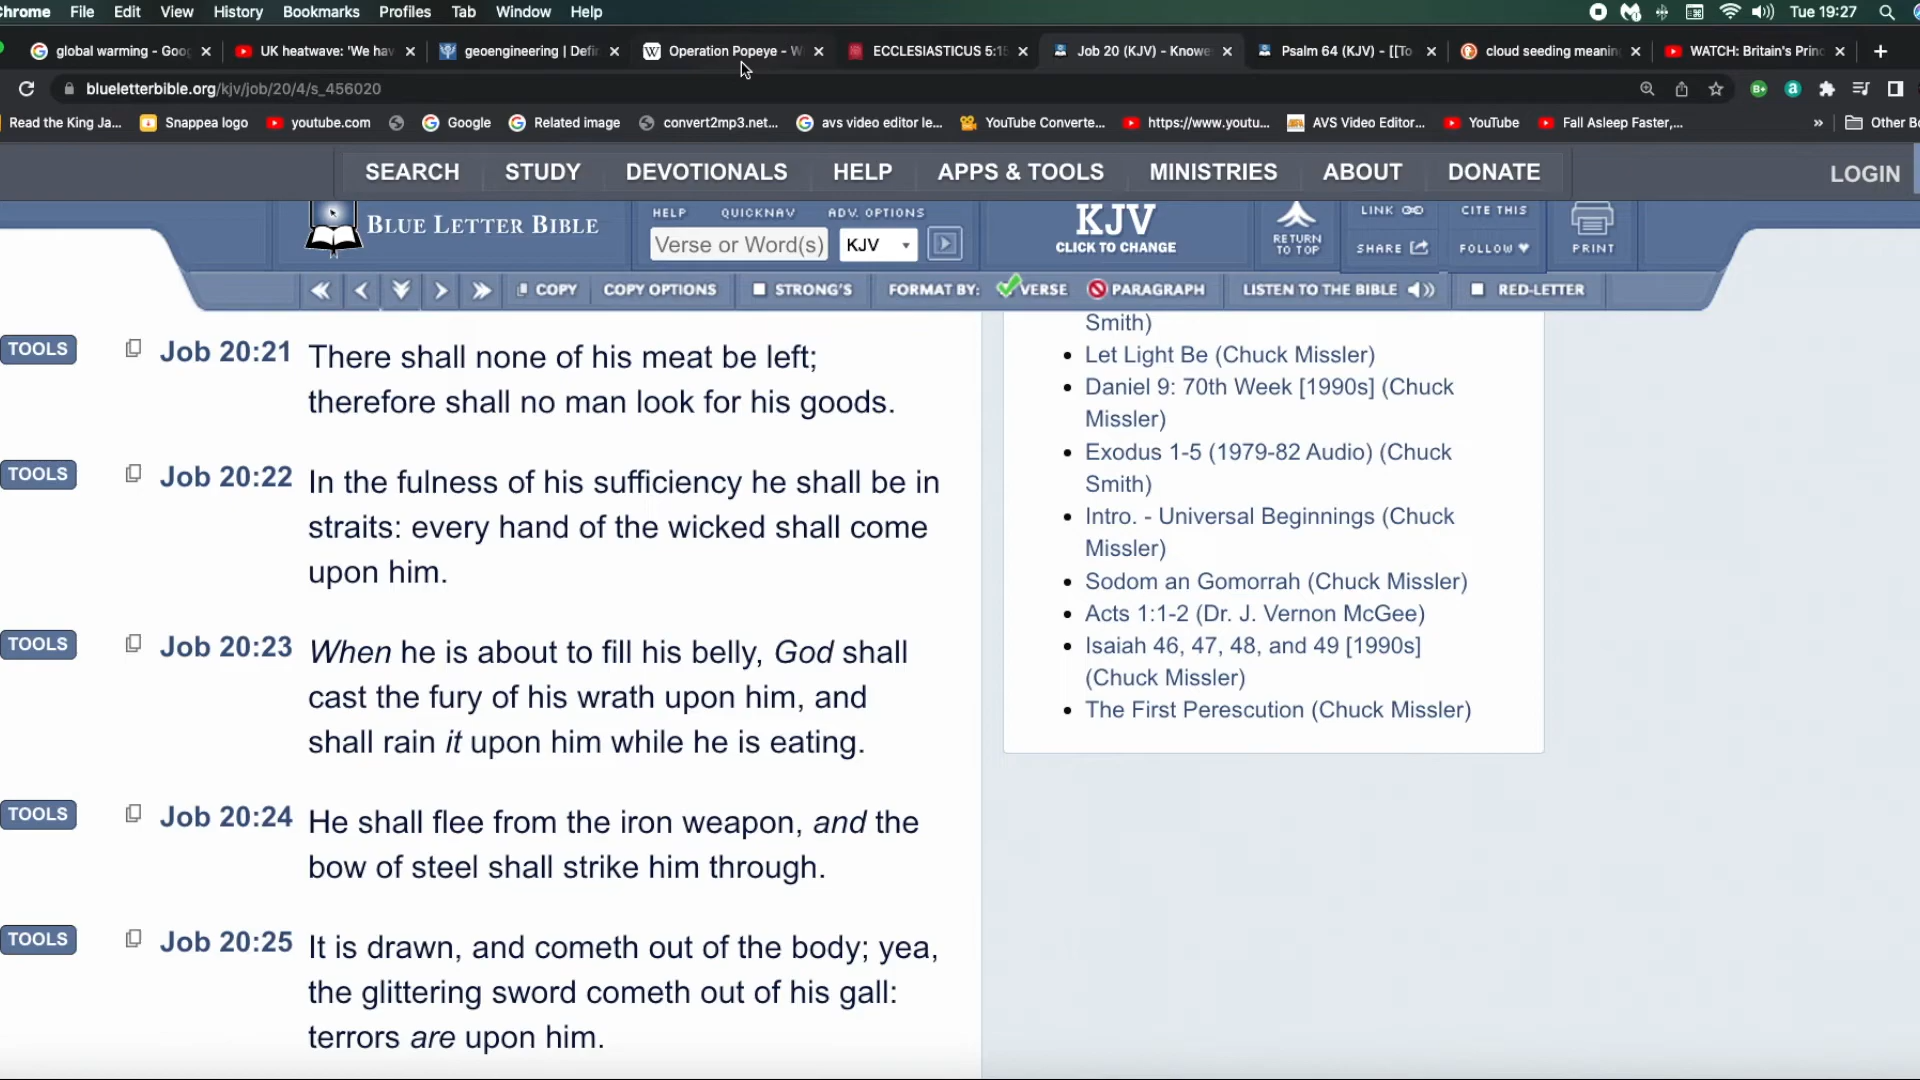 Chrome File Edit View History Bookmarks Profiles Tab Window Help Tue 19:27
global warming - Goo UK heatwave: 'We hav geoengineering | Defin Operation Popeye - W ECCLESIASTICUS 5:15 Job 20 (KJV) - Knowe Psalm 64 (KJV) - [[To cloud seeding meanin WATCH: Britain's Princ
blueletterbible.org/kjv/job/20/4/s_456020
Read the King Ja... Snappea logo youtube.com Google Related image convert2mp3.net... avs video editor le... YouTube Converte... https://www.youtu... AVS Video Editor... YouTube Fall Asleep Faster,... » Other Bo
SEARCH STUDY DEVOTIONALS HELP APPS & TOOLS MINISTRIES ABOUT DONATE LOGIN
BLUE LETTER BIBLE
HELP QUICKNAV ADV. OPTIONS
Verse or Word(s) KJV
KJV
CLICK TO CHANGE
RETURN
TO TOP
LINK CITE THIS
SHARE FOLLOW PRINT
COPY COPY OPTIONS STRONG'S FORMAT BY: VERSE PARAGRAPH LISTEN TO THE BIBLE RED-LETTER
TOOLS Job 20:21 There shall none of his meat be left;
therefore shall no man look for his goods.
TOOLS Job 20:22 In the fulness of his sufficiency he shall be in
straits: every hand of the wicked shall come
upon him.
TOOLS Job 20:23 When he is about to fill his belly, God shall
cast the fury of his wrath upon him, and
shall rain it upon him while he is eating.
TOOLS Job 20:24 He shall flee from the iron weapon, and the
bow of steel shall strike him through.
TOOLS Job 20:25 It is drawn, and cometh out of the body; yea,
the glittering sword cometh out of his gall:
terrors are upon him.
Smith)
• Let Light Be (Chuck Missler)
• Daniel 9: 70th Week [1990s] (Chuck
Missler)
• Exodus 1-5 (1979-82 Audio) (Chuck
Smith)
• Intro. - Universal Beginnings (Chuck
Missler)
• Sodom an Gomorrah (Chuck Missler)
• Acts 1:1-2 (Dr. J. Vernon McGee)
• Isaiah 46, 47, 48, and 49 [1990s]
(Chuck Missler)
• The First Perescution (Chuck Missler)